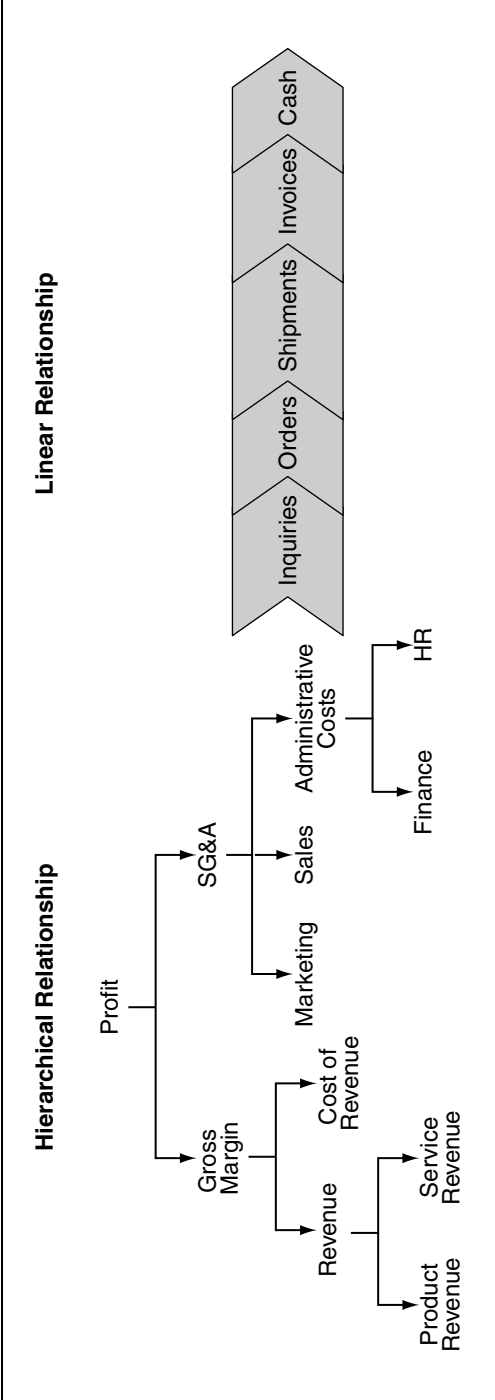 Hierarchical Relationship
Profit
Gross
Margin
SG&A
Revenue
Cost of
Revenue
Marketing
Sales
Administrative
Costs
Product
Revenue
Service
Revenue
Finance
HR
Linear Relationship
Inquiries
Orders
Shipments
Invoices
Cash